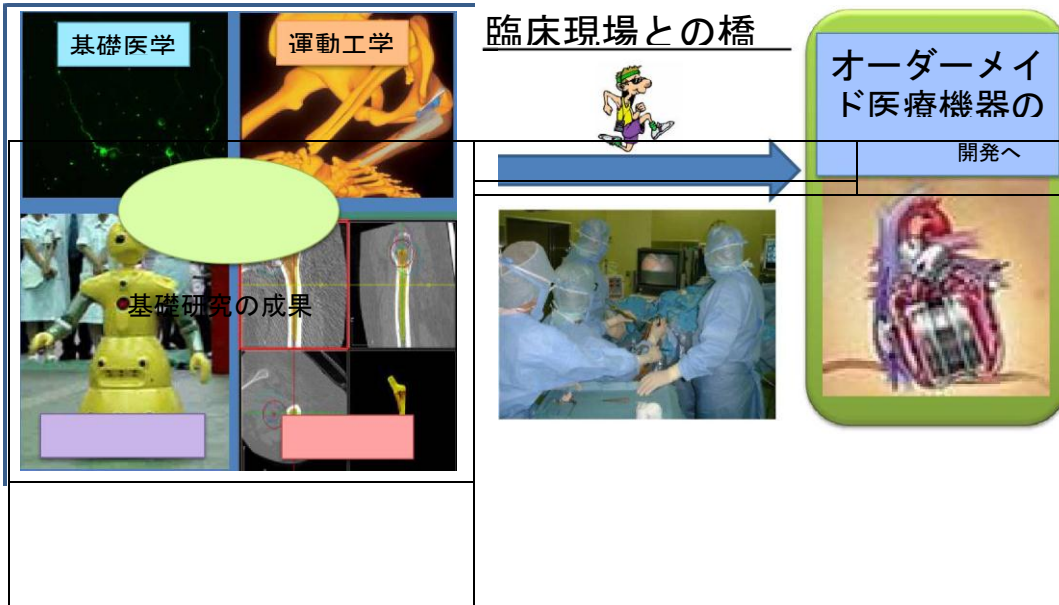 基礎医学
運動工学
基礎研究の成果
臨床現場との橋
オーダーメイ
ド医療機器の
開発へ